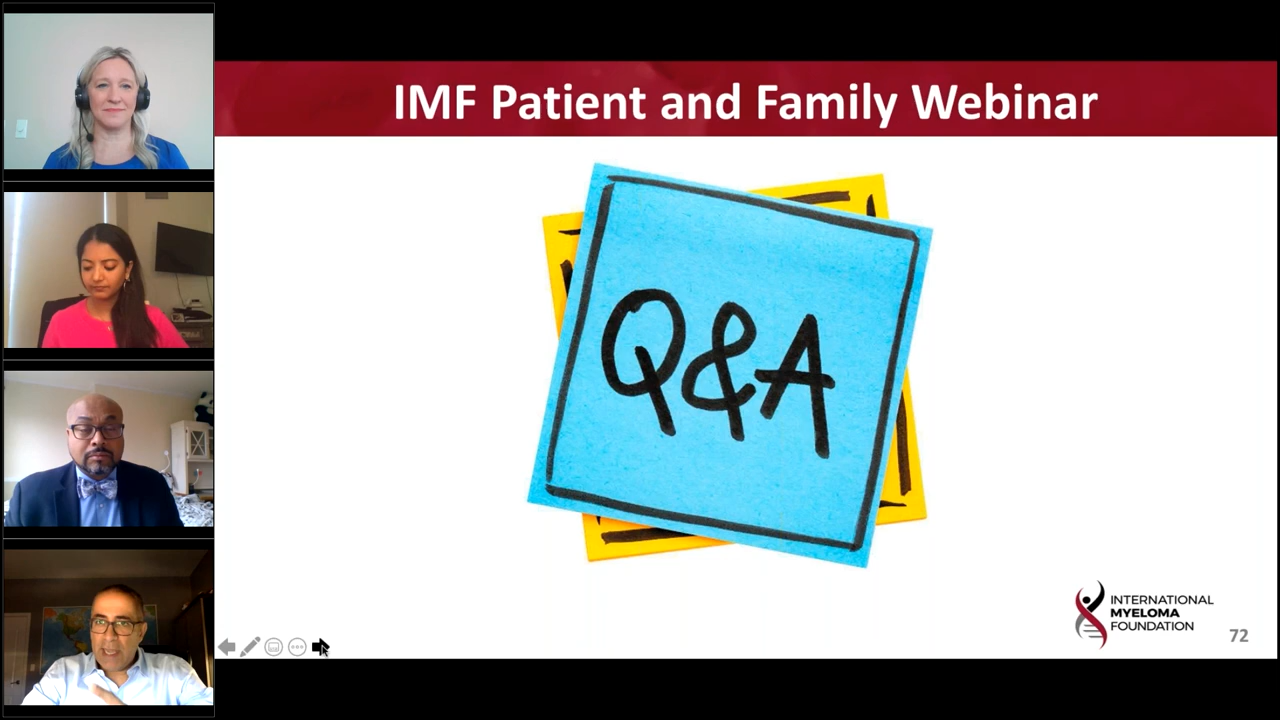 IMF Patient and Family Webinar
Q&A
INTERNATIONAL
MYELOMA
FOUNDATION
72